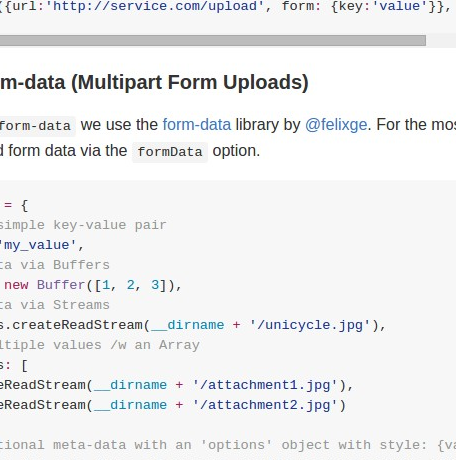 ({url:'http://service.com/upload', form: {key:'value'}},
m-data (Multipart Form Uploads)
form-data we use the form-data library by @felixge. For the mos
d form data via the formData option.
= {
simple key-value pair
'my_value',
ta via Buffers
new Buffer([1, 2, 3]),
ta via Streams
s.createReadStream(__dirname + '/unicycle.jpg'),
ltiple values /w an Array
s: [
eReadStream(__dirname + '/attachment1.jpg'),
eReadStream(__dirname + '/attachment2.jpg')
tional meta-data with an 'options' object with style: {va